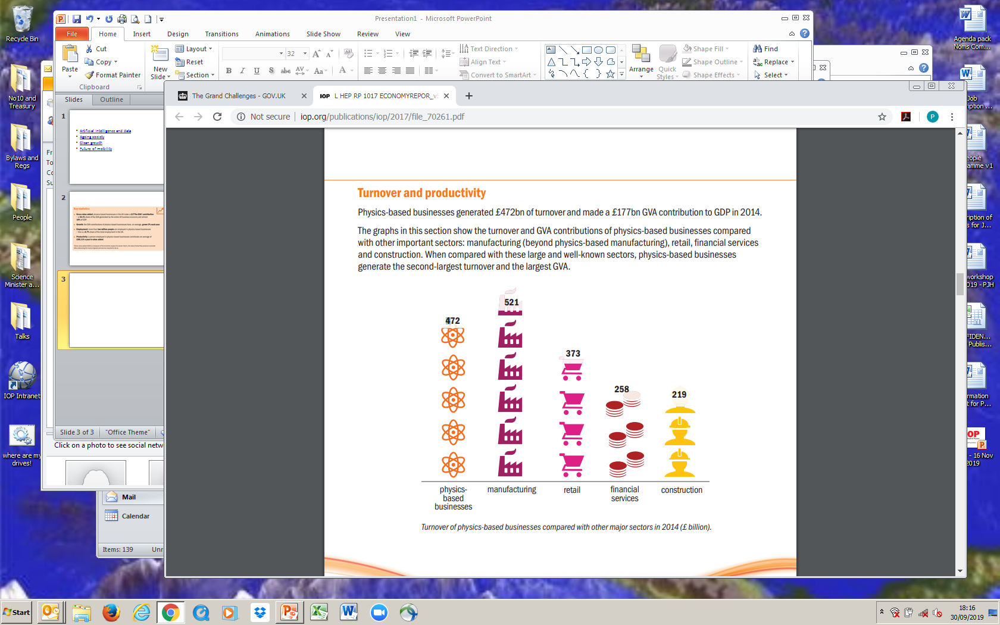 Recycle Bin
No10 and
Treasury
Bylaws and
Regs
People
Science
Minister a...
Talks
IOP Intranet
where are my
drives!
Presentation1 - Microsoft PowerPoint
File Home Insert Design Transitions Animations Slide Show Review View
Paste
Cut
Copy
Format Painter
Clipboard
New
Slide
Layout
Reset
Section
32
Text Direction
Align Text
Convert to SmartArt
Arrange
Quick
Styles
Shape Fill
Shape Outline
Shape Effects
Find
Replace
Select
Slides Outline
1
Artificial Intelligence and data
Ageing society
Clean growth
Future of mobility
2
Key statistics
3
Slide 3 of 3 "Office Theme"
Click on a photo to see social netw
Mail
Calendar
Items: 139 Unr
The Grand Challenges - GOV.UK
IOP L HEP RP 1017 ECONOMYREPOR_v
Not secure iop.org/publications/iop/2017/file_70261.pdf
P
Turnover and productivity
Physics-based businesses generated £472bn of turnover and made a £177bn GVA contribution to GDP in 2014.
The graphs in this section show the turnover and GVA contributions of physics-based businesses compared
with other important sectors: manufacturing (beyond physics-based manufacturing), retail, financial services
and construction. When compared with these large and well-known sectors, physics-based businesses
generate the second-largest turnover and the largest GVA.
472
521
373
258
219
physics-
based
businesses
manufacturing
retail
financial
services
construction
Turnover of physics-based businesses compared with other major sectors in 2014 (£ billion).
Agenda pack
Noms Com...
Job
ription ...
eople
amme v1
ription of
s for J...
workshop
019 - PJH
FIDEN...
Publis...
rmation
t for P...
IOP
- 16 Nov
2019
Start
18:16
30/09/2019